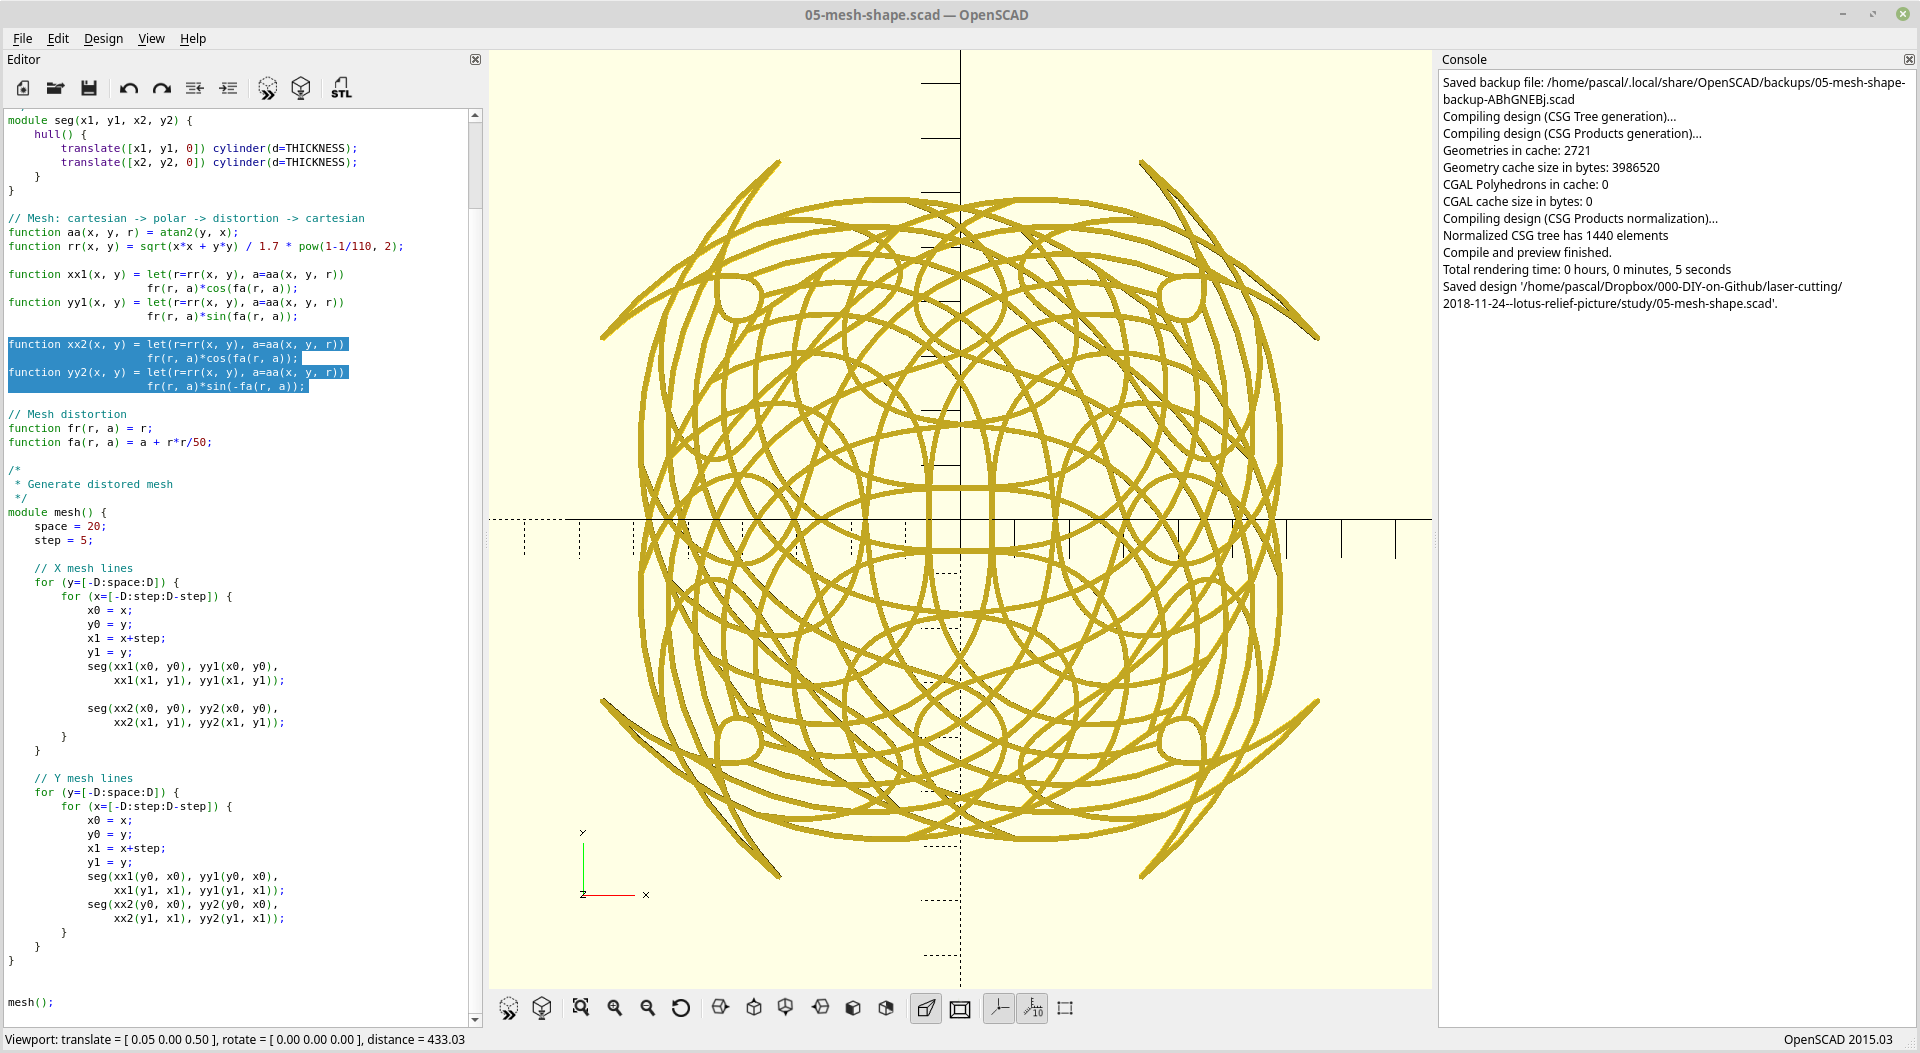 05-mesh-shape.scad — OpenSCAD
File Edit Design View Help
Editor
STL
module seg(x1, y1, x2, y2) {
    hull() {
        translate([x1, y1, 0]) cylinder(d=THICKNESS);
        translate([x2, y2, 0]) cylinder(d=THICKNESS);
    }
}
// Mesh: cartesian -> polar -> distortion -> cartesian
function aa(x, y, r) = atan2(y, x);
function rr(x, y) = sqrt(x*x + y*y) / 1.7 * pow(1-1/110, 2);
function xx1(x, y) = let(r=rr(x, y), a=aa(x, y, r))
                     fr(r, a)*cos(fa(r, a));
function yy1(x, y) = let(r=rr(x, y), a=aa(x, y, r))
                     fr(r, a)*sin(fa(r, a));
function xx2(x, y) = let(r=rr(x, y), a=aa(x, y, r))
                     fr(r, a)*cos(fa(r, a));
function yy2(x, y) = let(r=rr(x, y), a=aa(x, y, r))
                     fr(r, a)*sin(-fa(r, a));
// Mesh distortion
function fr(r, a) = r;
function fa(r, a) = a + r*r/50;
/*
 * Generate distored mesh
 */
module mesh() {
    space = 20;
    step = 5;
    // X mesh lines
    for (y=[-D:space:D]) {
        for (x=[-D:step:D-step]) {
            x0 = x;
            y0 = y;
            x1 = x+step;
            y1 = y;
            seg(xx1(x0, y0), yy1(x0, y0),
                xx1(x1, y1), yy1(x1, y1));
            seg(xx2(x0, y0), yy2(x0, y0),
                xx2(x1, y1), yy2(x1, y1));
        }
    }
    // Y mesh lines
    for (y=[-D:space:D]) {
        for (x=[-D:step:D-step]) {
            x0 = x;
            y0 = y;
            x1 = x+step;
            y1 = y;
            seg(xx1(y0, x0), yy1(y0, x0),
                xx1(y1, x1), yy1(y1, x1));
            seg(xx2(y0, x0), yy2(y0, x0),
                xx2(y1, x1), yy2(y1, x1));
        }
    }
}
mesh();
Y
Z
X
10
Console
Saved backup file: /home/pascal/.local/share/OpenSCAD/backups/05-mesh-shape-
backup-ABhGNEBj.scad
Compiling design (CSG Tree generation)...
Compiling design (CSG Products generation)...
Geometries in cache: 2721
Geometry cache size in bytes: 3986520
CGAL Polyhedrons in cache: 0
CGAL cache size in bytes: 0
Compiling design (CSG Products normalization)...
Normalized CSG tree has 1440 elements
Compile and preview finished.
Total rendering time: 0 hours, 0 minutes, 5 seconds
Saved design '/home/pascal/Dropbox/000-DIY-on-Github/laser-cutting/
2018-11-24--lotus-relief-picture/study/05-mesh-shape.scad'.
Viewport: translate = [ 0.05 0.00 0.50 ], rotate = [ 0.00 0.00 0.00 ], distance = 433.03
OpenSCAD 2015.03